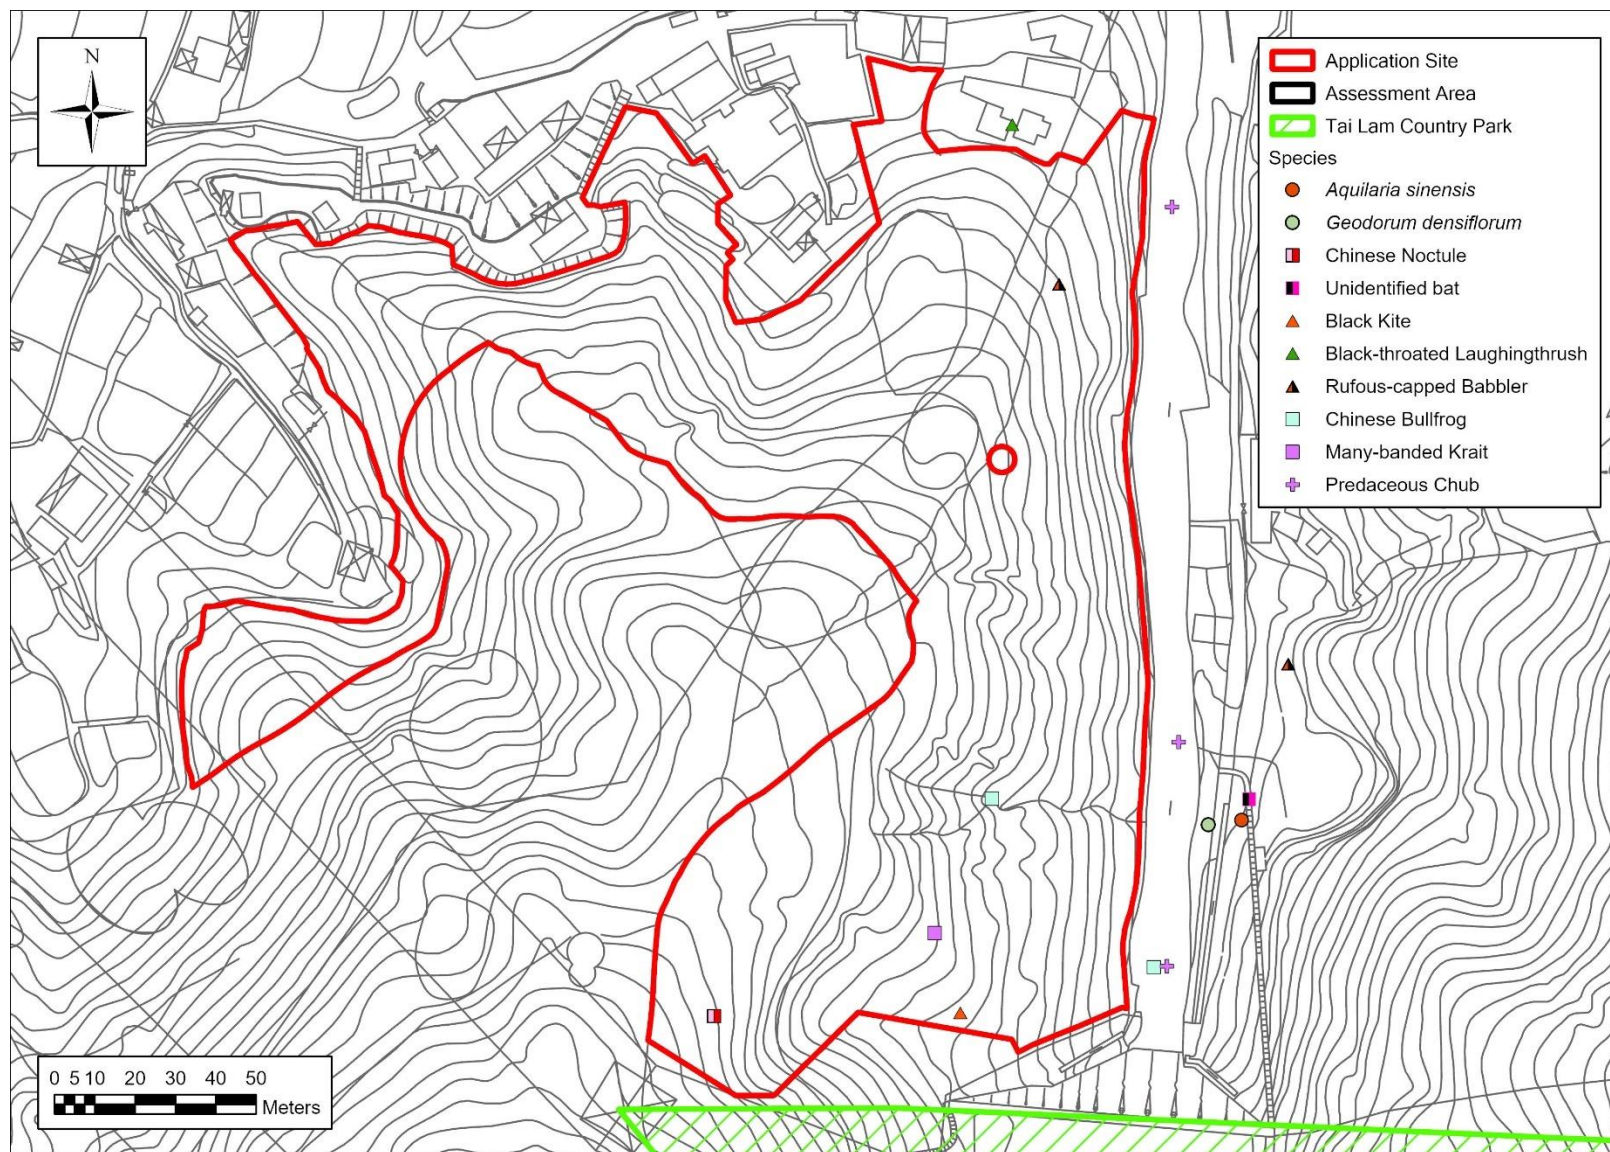 N
Application Site
Assessment Area
Tai Lam Country Park
Species
Aquilaria sinensis
Geodorum densiflorum
Chinese Noctule
Unidentified bat
Black Kite
Black-throated Laughingthrush
Rufous-capped Babbler
Chinese Bullfrog
Many-banded Krait
Predaceous Chub
0 5 10 20 30 40 50
Meters